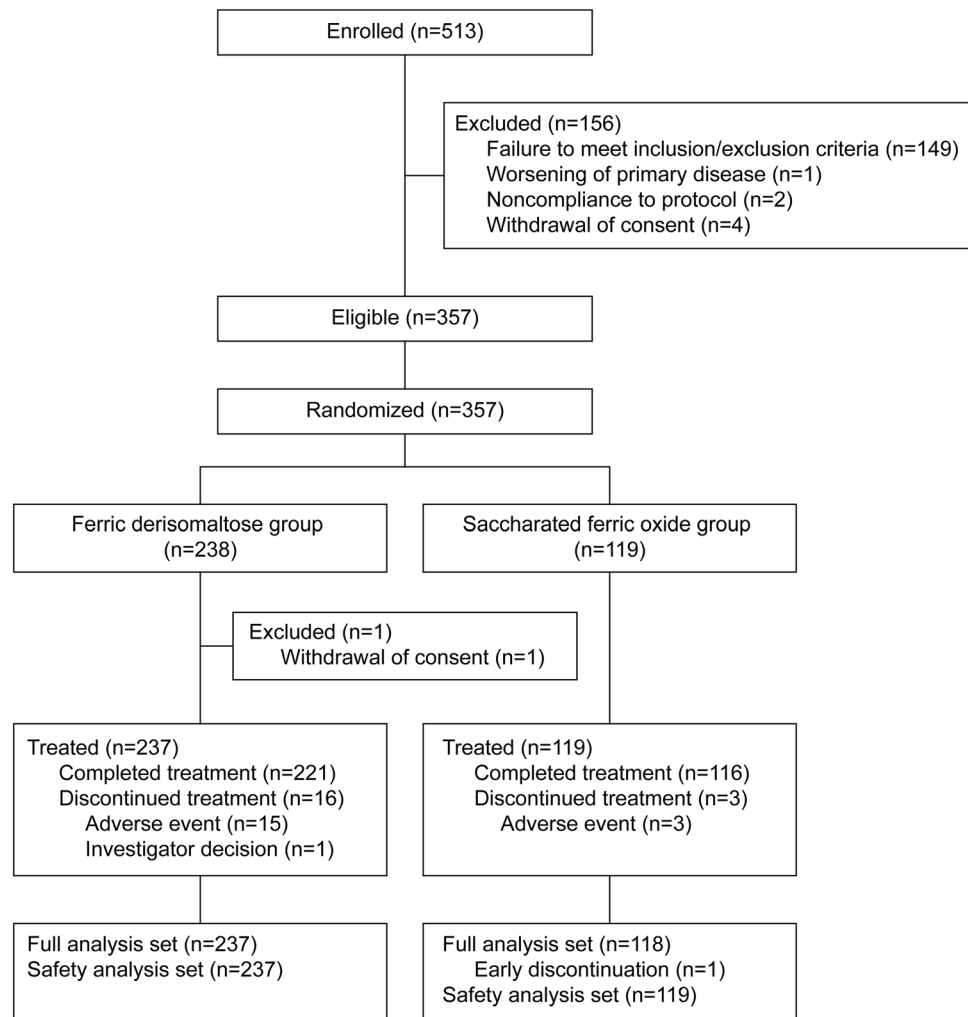 Enrolled (n=513)
Excluded (n=156)
Failure to meet inclusion/exclusion criteria (n=149)
Worsening of primary disease (n=1)
Noncompliance to protocol (n=2)
Withdrawal of consent (n=4)
Eligible (n=357)
Randomized (n=357)
Ferric derisomaltose group
(n=238)
Saccharated ferric oxide group
(n=119)
Excluded (n=1)
Withdrawal of consent (n=1)
Treated (n=237)
Completed treatment (n=221)
Discontinued treatment (n=16)
Adverse event (n=15)
Investigator decision (n=1)
Treated (n=119)
Completed treatment (n=116)
Discontinued treatment (n=3)
Adverse event (n=3)
Full analysis set (n=237)
Safety analysis set (n=237)
Full analysis set (n=118)
Early discontinuation (n=1)
Safety analysis set (n=119)